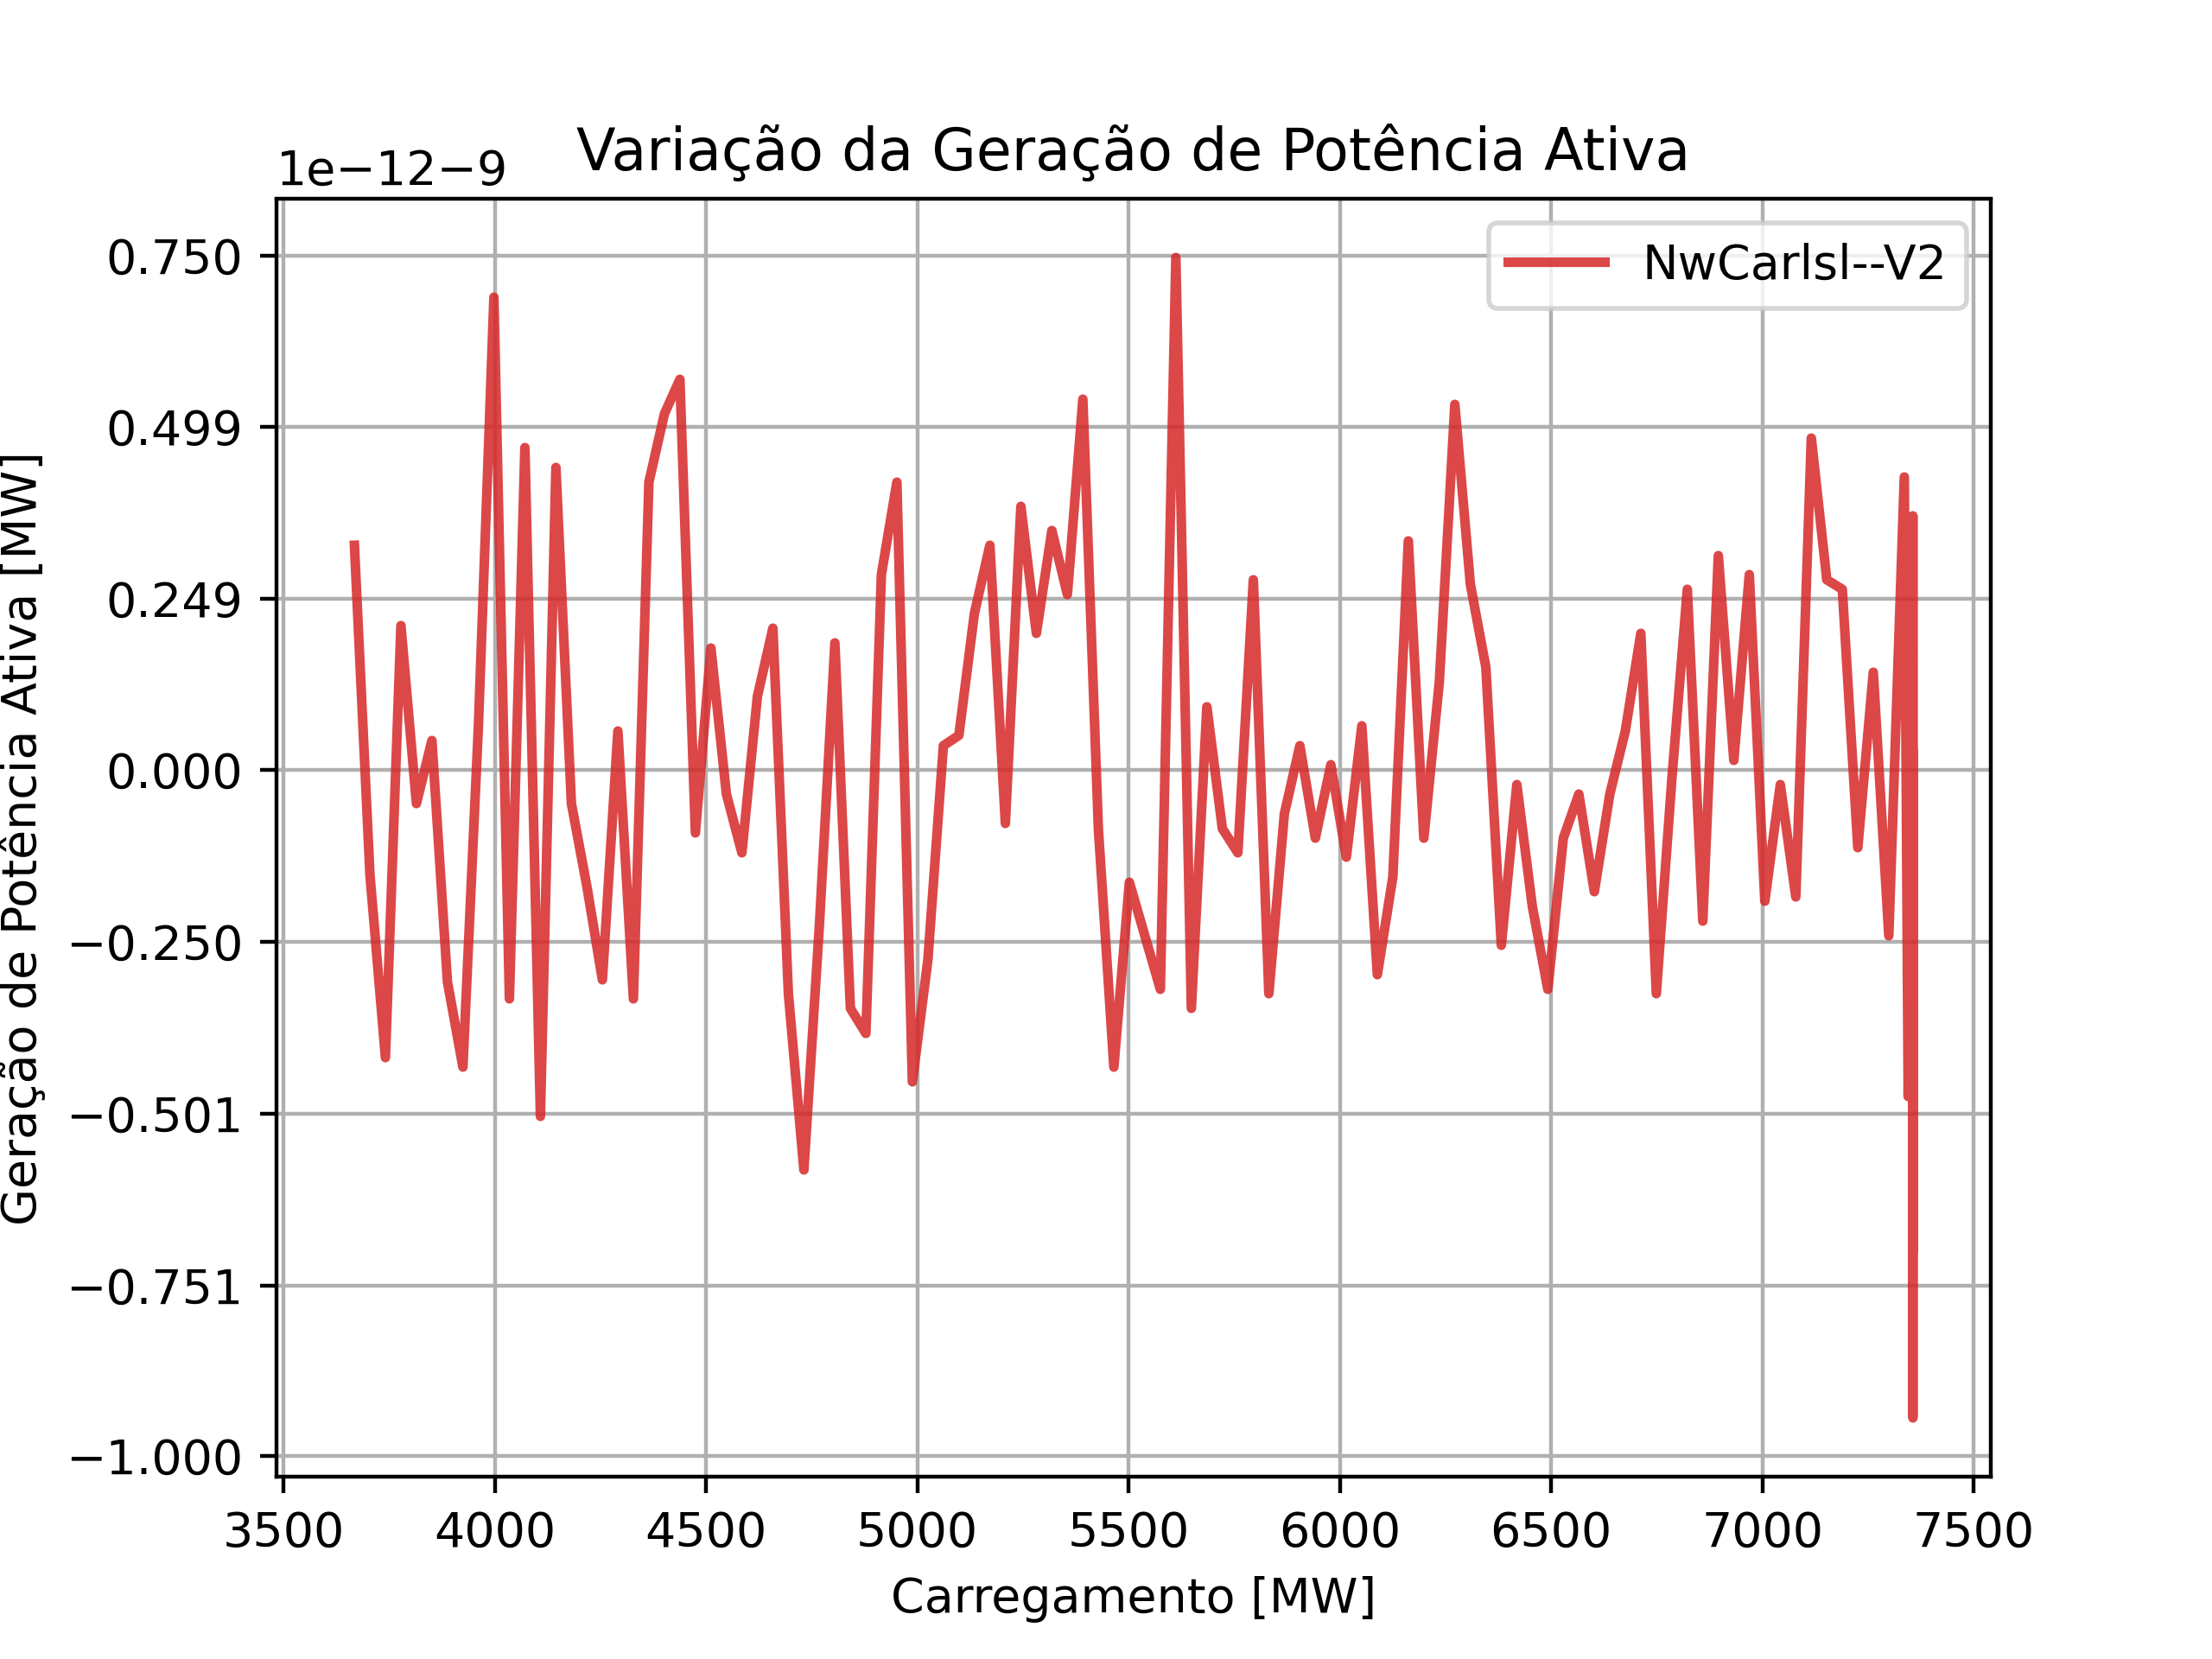 Variação da Geração de Potência Ativa
1e−12−9
NwCarlsl--V2
0.750
0.499
0.249
0.000
−0.250
−0.501
−0.751
−1.000
Geração de Potência Ativa [MW]
3500 4000 4500 5000 5500 6000 6500 7000 7500
Carregamento [MW]